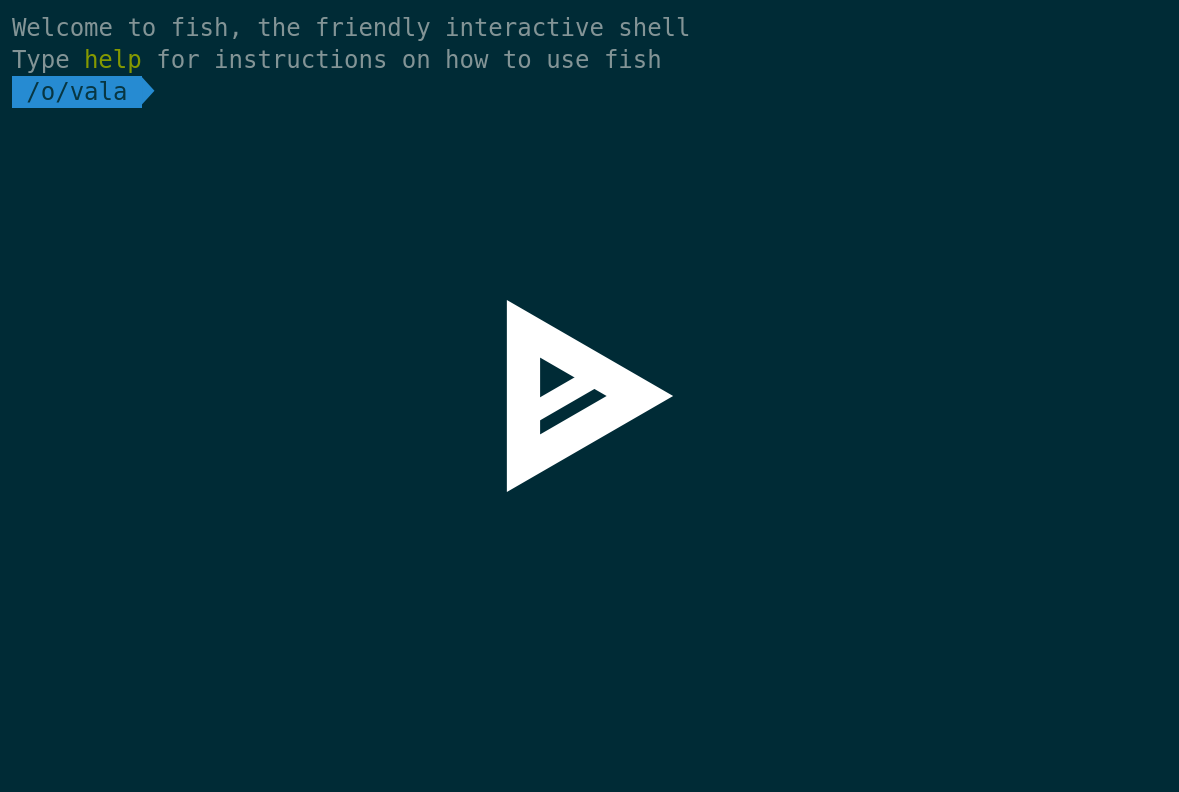 Welcome to fish, the friendly interactive shell
Type help for instructions on how to use fish
/o/vala